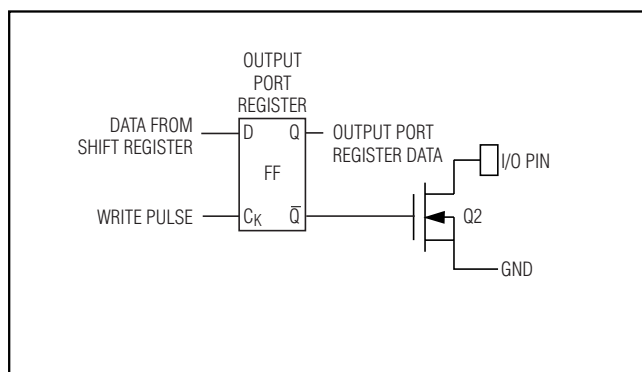 OUTPUT
PORT
REGISTER
DATA FROM
SHIFT REGISTER
D
Q
OUTPUT PORT
REGISTER DATA
FF
I/O PIN
WRITE PULSE
CK
Q̅
Q2
GND